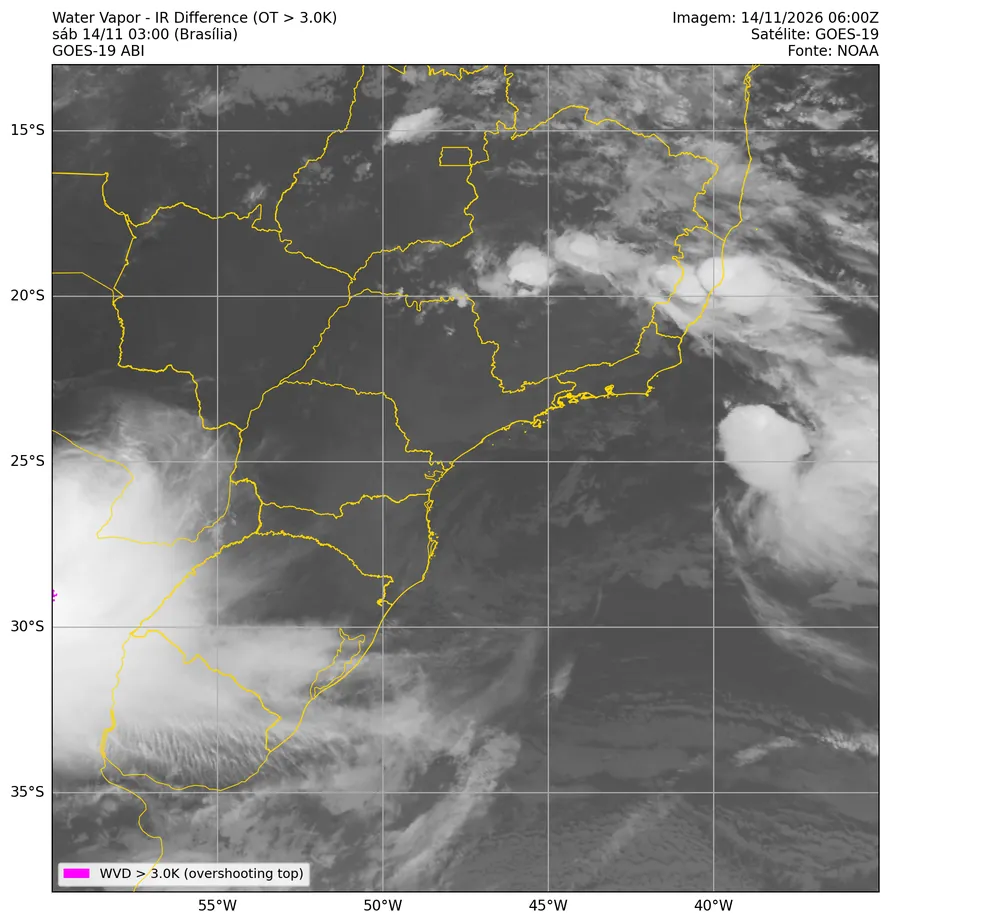 Water Vapor - IR Difference (OT > 3.0K)
sáb 14/11 03:00 (Brasília)
GOES-19 ABI
Imagem: 14/11/2026 06:00Z
Satélite: GOES-19
Fonte: NOAA
15°S
20°S
25°S
30°S
35°S
WVD > 3.0K (overshooting top)
55°W
50°W
45°W
40°W